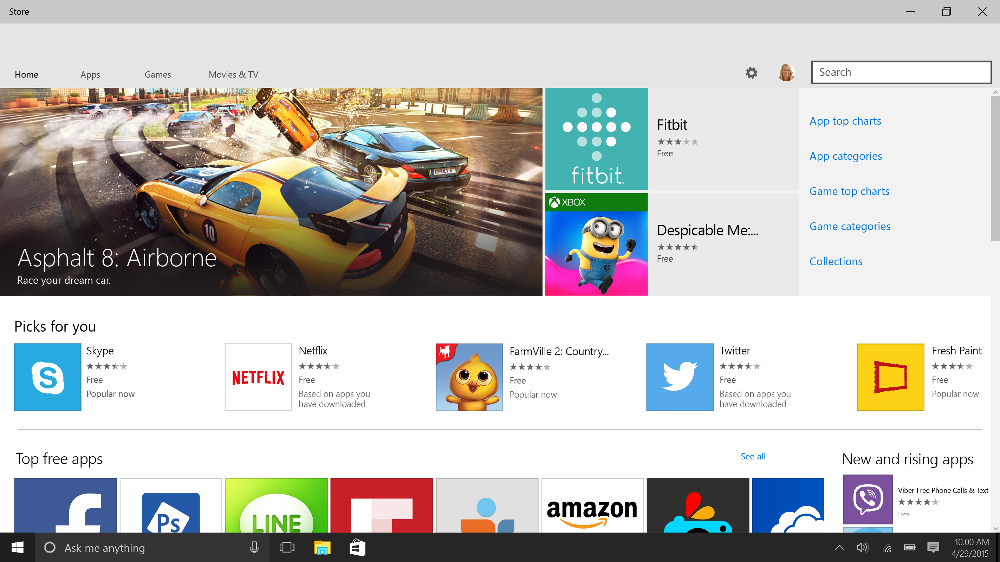 Store
Home
Apps
Games
Movies & TV
Search
Asphalt 8: Airborne
Race your dream car.
ASPHALT 8
10
DODGE
fitbit
Fitbit
Free
XBOX
Despicable Me:...
Free
App top charts
App categories
Game top charts
Game categories
Collections
Picks for you
Skype
Free
Popular now
NETFLIX
Netflix
Free
Based on apps you
have downloaded
FarmVille 2: Country...
Free
Popular now
Twitter
Free
Based on apps you
have downloaded
Fresh Paint
Free
Popular now
Top free apps
See all
Ps
LINE
amazon
New and rising apps
Viber-Free Phone Calls & Text
Free
Ask me anything
10:00 AM
4/29/2015